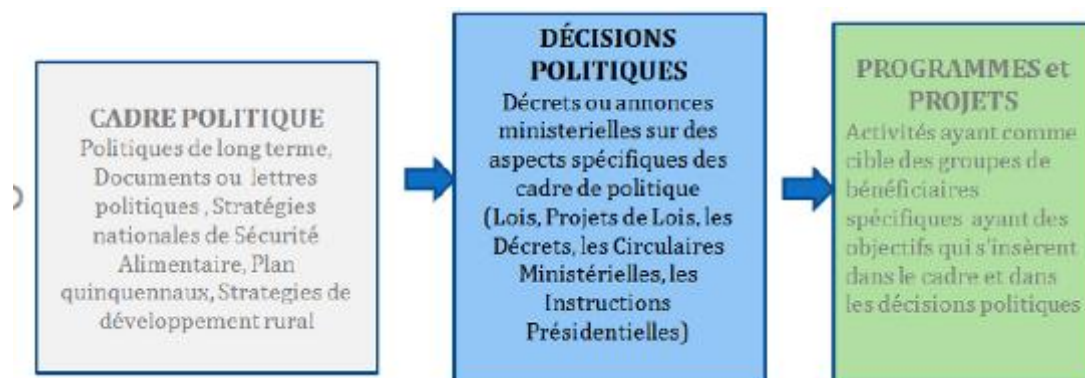 CADRE POLITIQUE
Politiques de long terme,
Documents ou lettres
politiques , Stratégies
nationales de Sécurité
Alimentaire, Plan
quinquennaux, Strategies de
développement rural
DÉCISIONS
POLITIQUES
Décrets ou annonces
ministerielles sur des
aspects spécifiques des
cadre de politique
(Lois, Projets de Lois, les
Décrets, les Circulaires
Ministérielles, les
Instructions
Présidentielles)
PROGRAMMES et
PROJETS
Activités ayant comme
cible des groupes de
bénéficiaires
spécifiques ayant des
objectifs qui s'insèrent
dans le cadre et dans
les décisions politiques